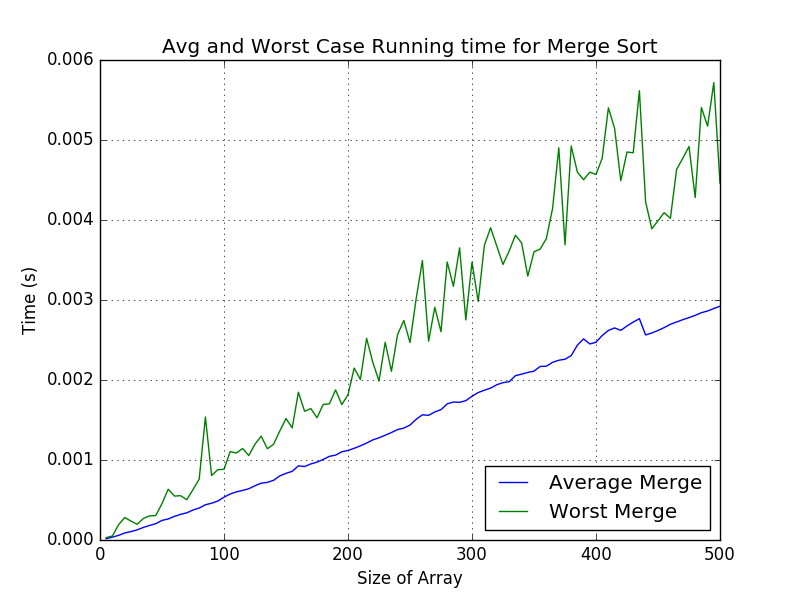 Avg and Worst Case Running time for Merge Sort
0.006
0.005
0.004
0.003
0.002
0.001
0.000
Time (s)
0 100 200 300 400 500
Size of Array
Average Merge
Worst Merge